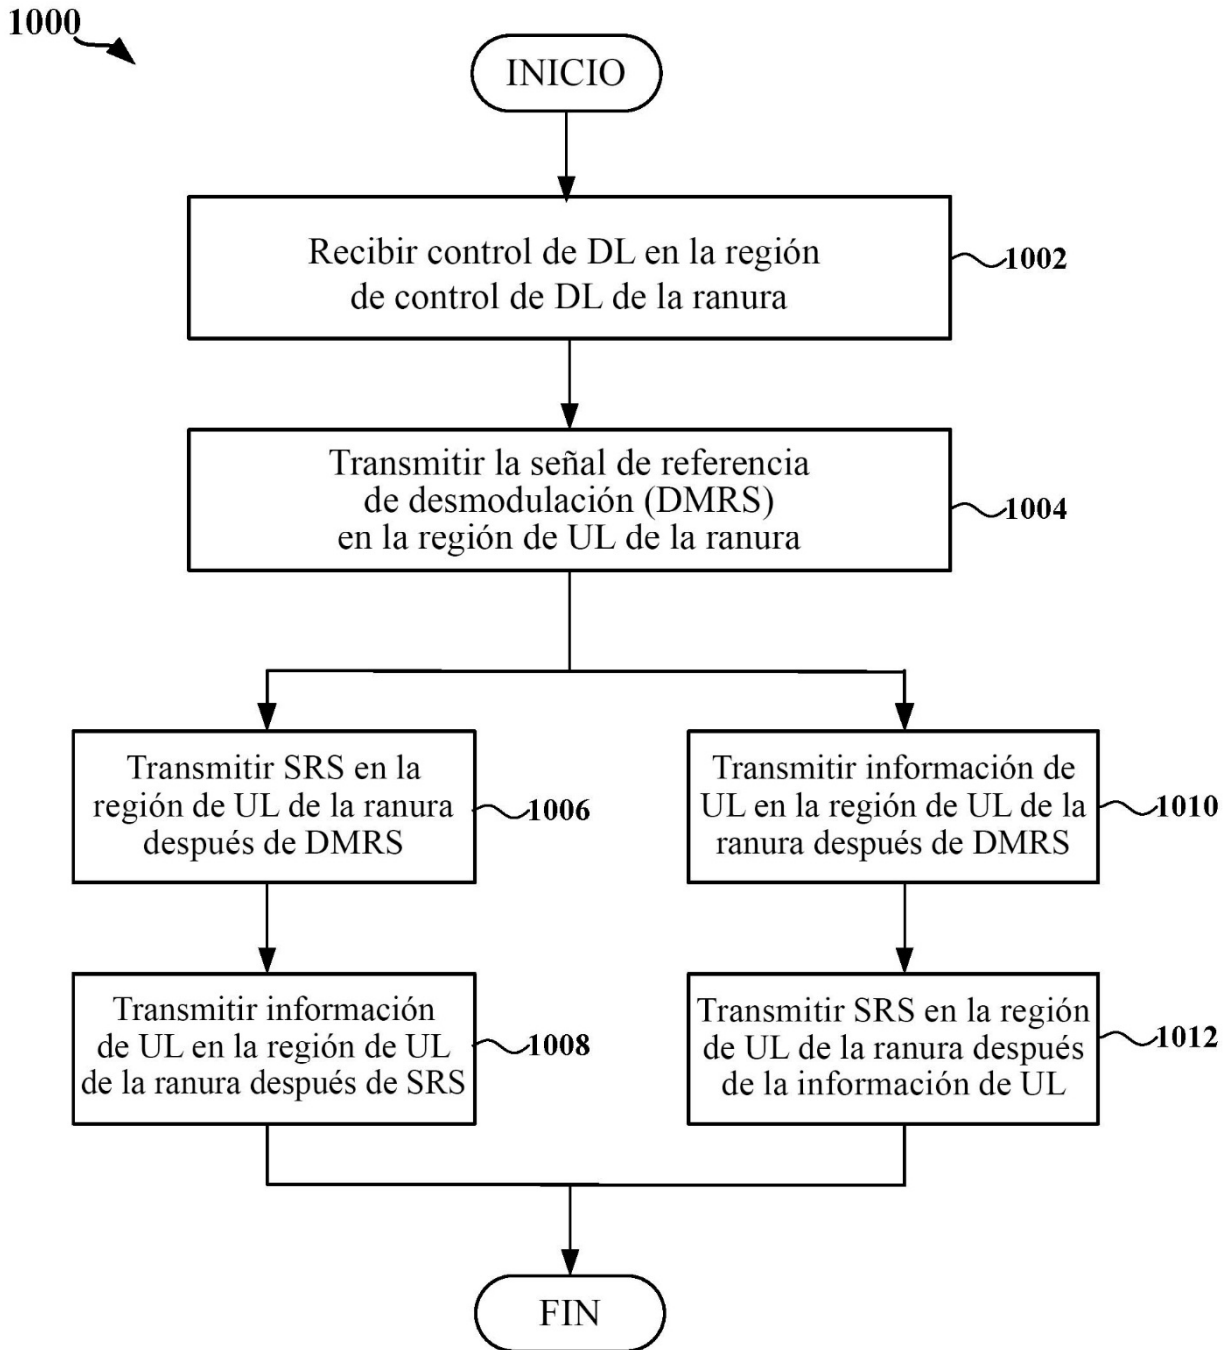 1000
INICIO
Recibir control de DL en la región
de control de DL de la ranura
1002
Transmitir la señal de referencia
de desmodulación (DMRS)
en la región de UL de la ranura
1004
Transmitir SRS en la
región de UL de la ranura
después de DMRS
1006
Transmitir información de
UL en la región de UL de la
ranura después de DMRS
1010
Transmitir información
de UL en la región de UL
de la ranura después de SRS
1008
Transmitir SRS en la región
de UL de la ranura después
de la información de UL
1012
FIN